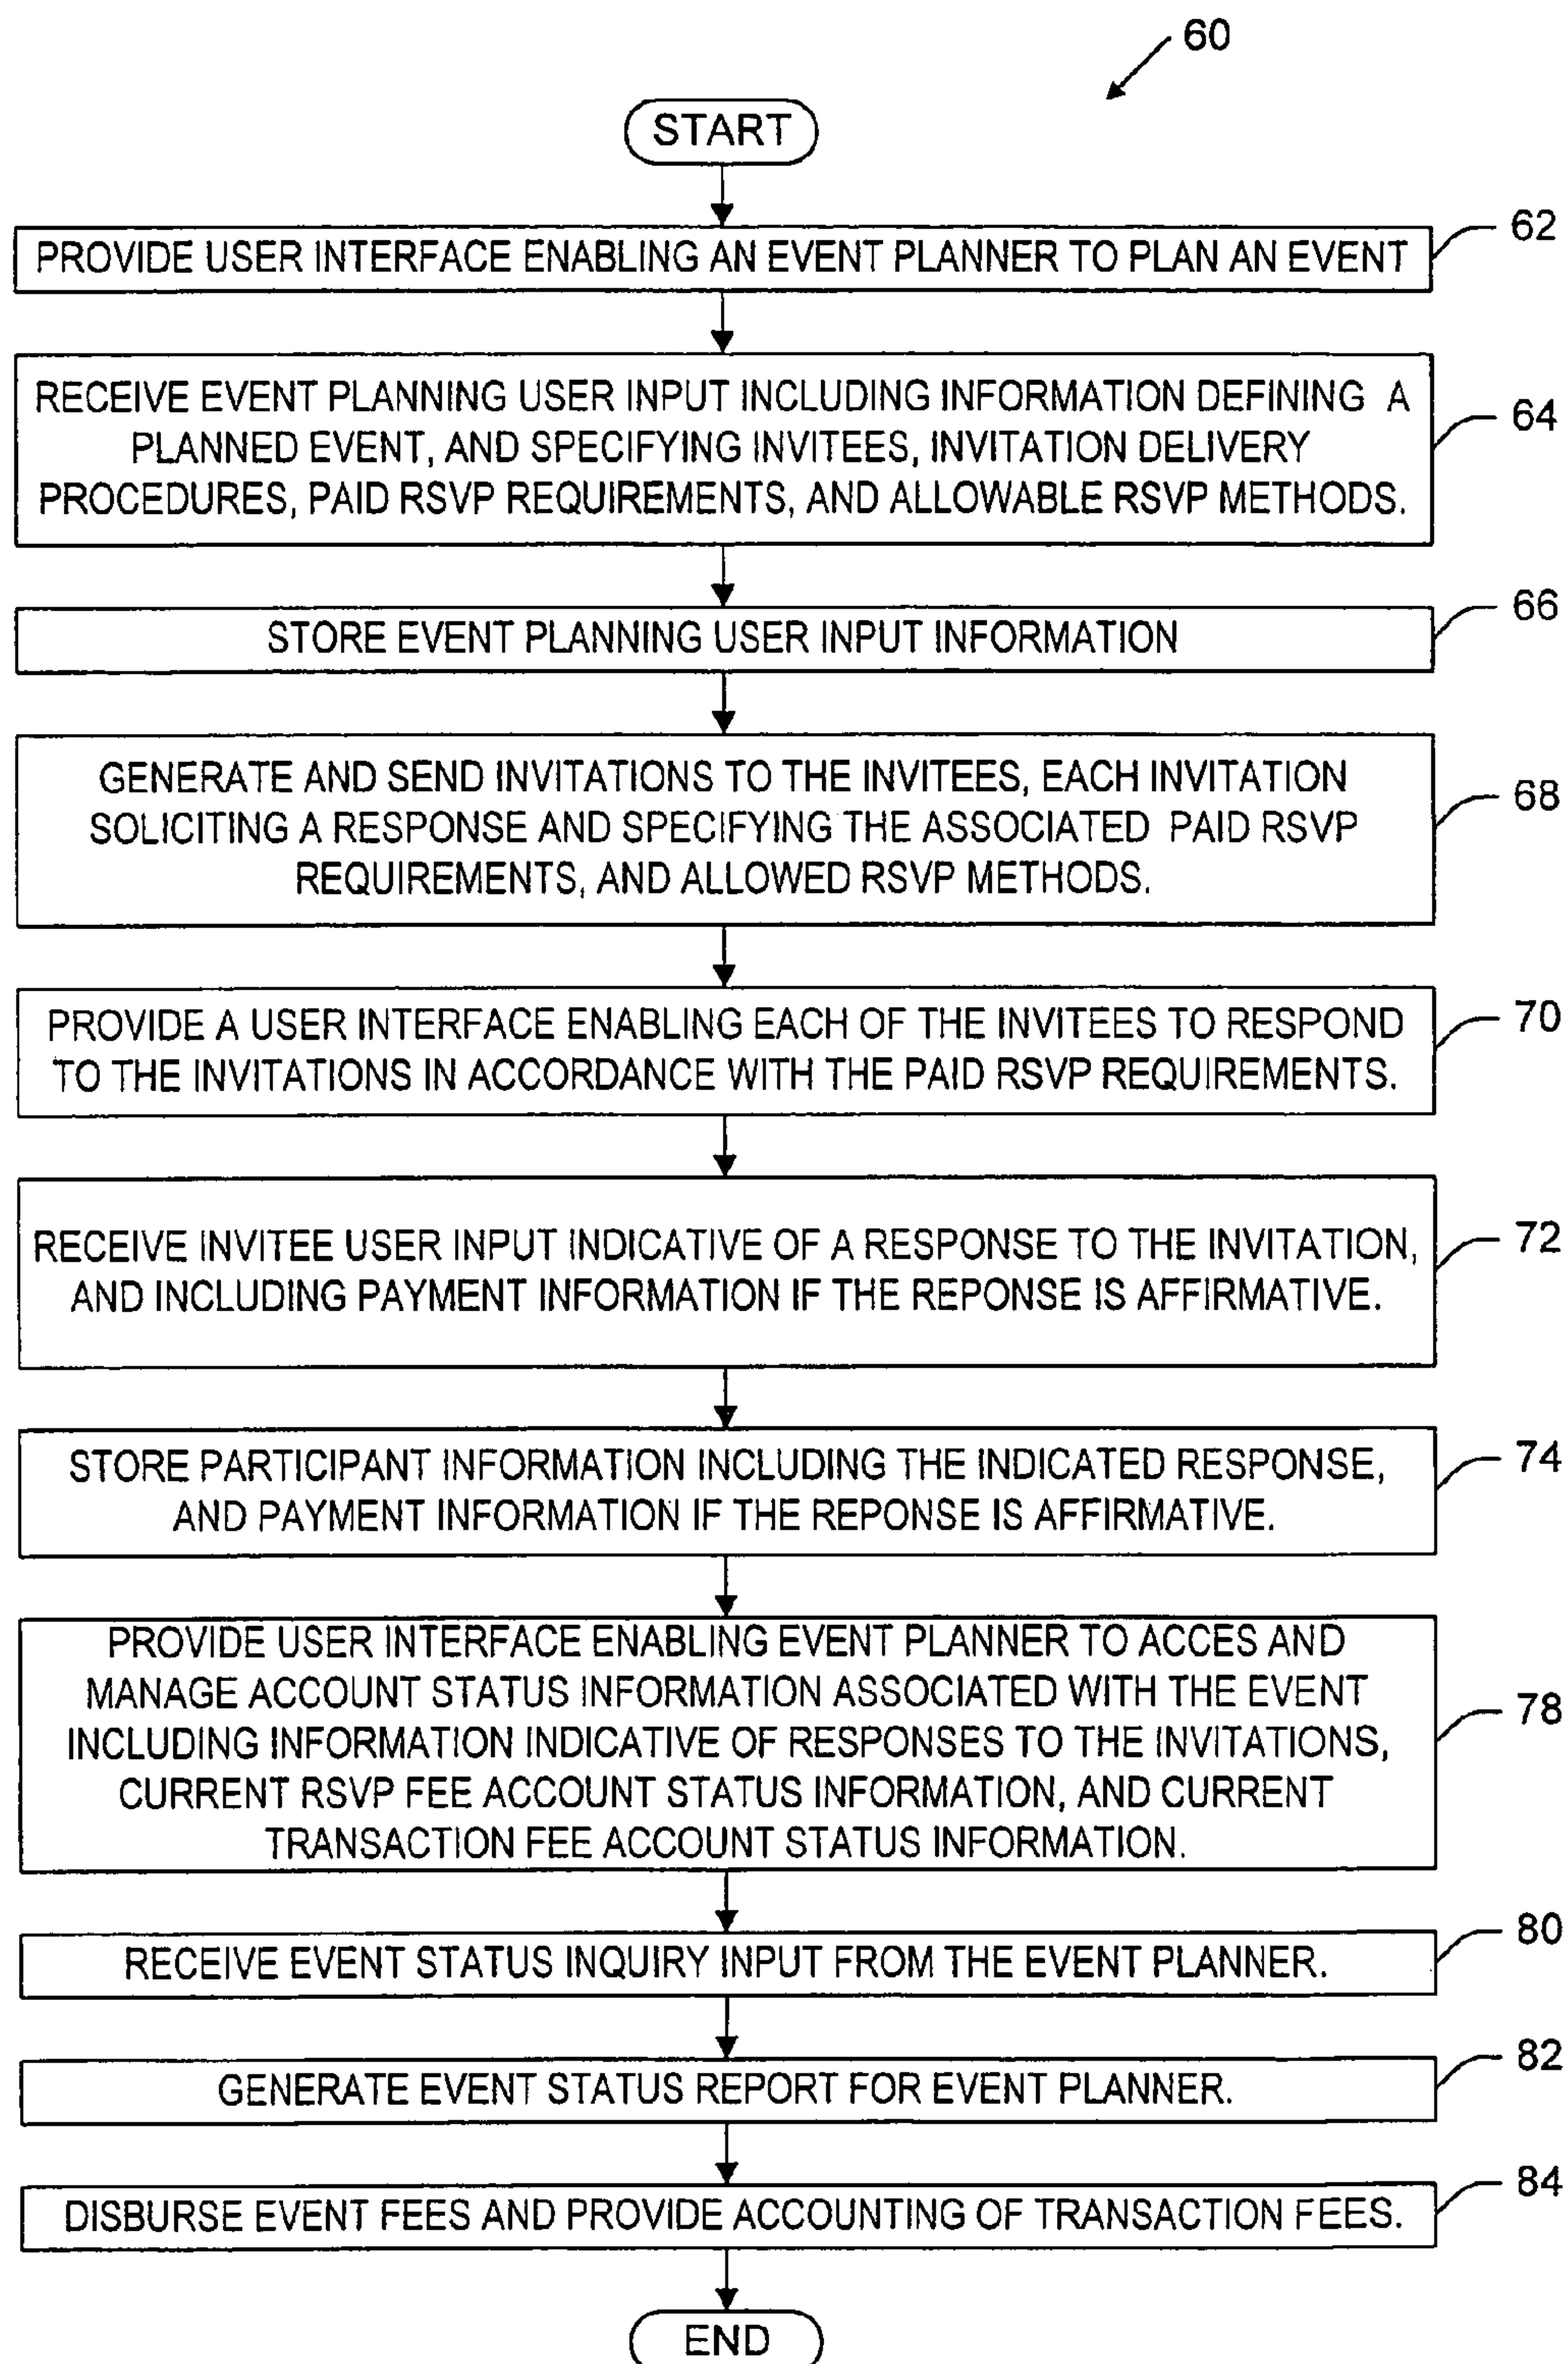 60
START
PROVIDE USER INTERFACE ENABLING AN EVENT PLANNER TO PLAN AN EVENT
62
RECEIVE EVENT PLANNING USER INPUT INCLUDING INFORMATION DEFINING A
PLANNED EVENT, AND SPECIFYING INVITEES, INVITATION DELIVERY
PROCEDURES, PAID RSVP REQUIREMENTS, AND ALLOWABLE RSVP METHODS.
64
STORE EVENT PLANNING USER INPUT INFORMATION
66
GENERATE AND SEND INVITATIONS TO THE INVITEES, EACH INVITATION
SOLICITING A RESPONSE AND SPECIFYING THE ASSOCIATED PAID RSVP
REQUIREMENTS, AND ALLOWED RSVP METHODS.
68
PROVIDE A USER INTERFACE ENABLING EACH OF THE INVITEES TO RESPOND
TO THE INVITATIONS IN ACCORDANCE WITH THE PAID RSVP REQUIREMENTS.
70
RECEIVE INVITEE USER INPUT INDICATIVE OF A RESPONSE TO THE INVITATION,
AND INCLUDING PAYMENT INFORMATION IF THE REPONSE IS AFFIRMATIVE.
72
STORE PARTICIPANT INFORMATION INCLUDING THE INDICATED RESPONSE,
AND PAYMENT INFORMATION IF THE REPONSE IS AFFIRMATIVE.
74
PROVIDE USER INTERFACE ENABLING EVENT PLANNER TO ACCES AND
MANAGE ACCOUNT STATUS INFORMATION ASSOCIATED WITH THE EVENT
INCLUDING INFORMATION INDICATIVE OF RESPONSES TO THE INVITATIONS,
CURRENT RSVP FEE ACCOUNT STATUS INFORMATION, AND CURRENT
TRANSACTION FEE ACCOUNT STATUS INFORMATION.
78
RECEIVE EVENT STATUS INQUIRY INPUT FROM THE EVENT PLANNER.
80
GENERATE EVENT STATUS REPORT FOR EVENT PLANNER.
82
DISBURSE EVENT FEES AND PROVIDE ACCOUNTING OF TRANSACTION FEES.
84
END